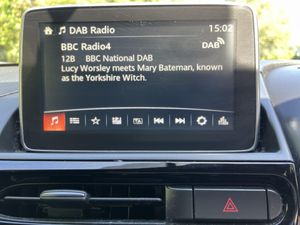 DAB Radio 15:02
BBC Radio4 DAB
12B BBC National DAB
Lucy Worsley meets Mary Bateman, known
as the Yorkshire Witch.